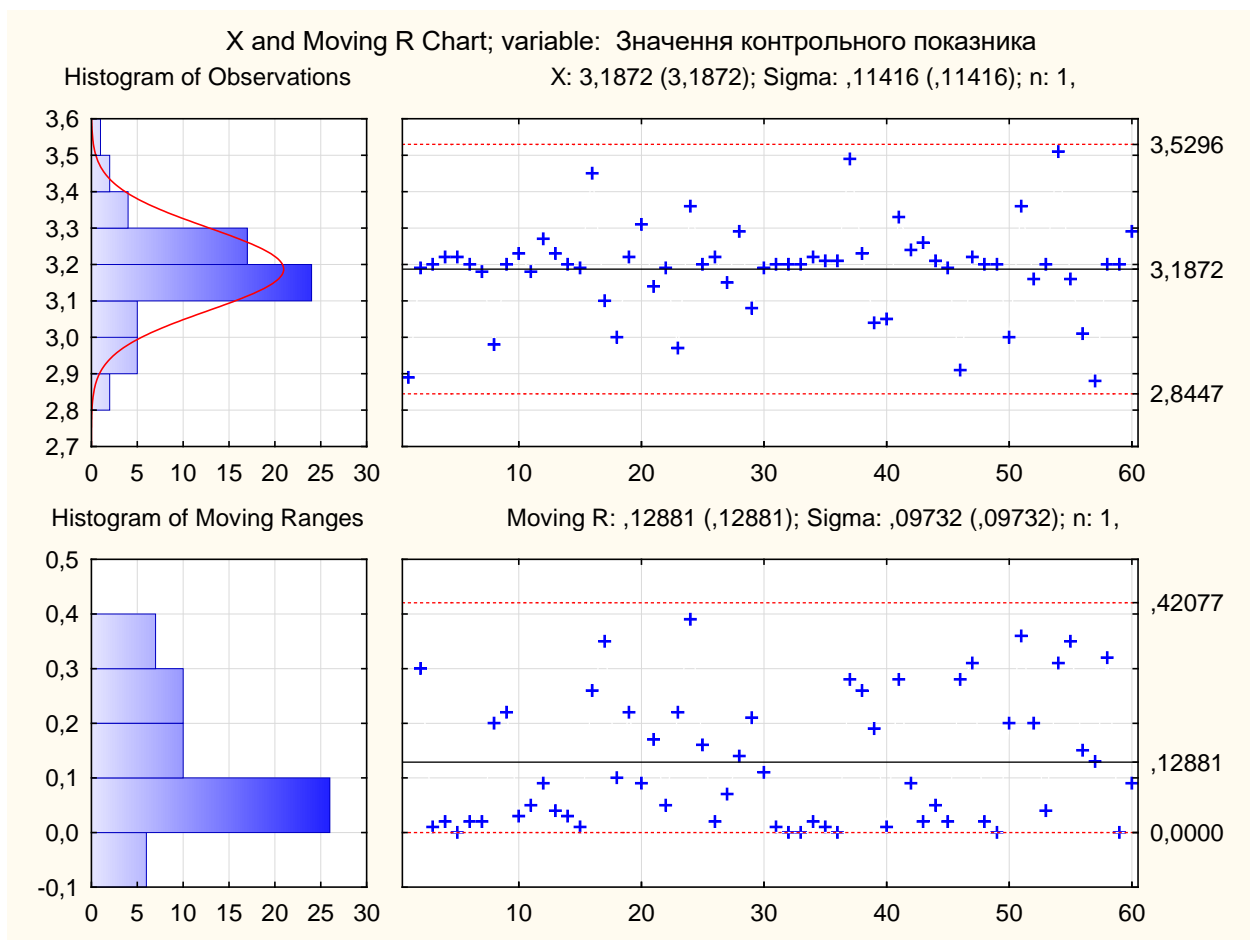 X and Moving R Chart; variable:  Значення контрольного показника
Histogram of Observations
X: 3,1872 (3,1872); Sigma: ,11416 (,11416); n: 1,
3,6
3,5
3,4
3,3
3,2
3,1
3,0
2,9
2,8
2,7
0 5 10 15 20 25 30
3,5296
3,1872
2,8447
10 20 30 40 50 60
Histogram of Moving Ranges
Moving R: ,12881 (,12881); Sigma: ,09732 (,09732); n: 1,
0,5
0,4
0,3
0,2
0,1
0,0
-0,1
0 5 10 15 20 25 30
,42077
,12881
0,0000
10 20 30 40 50 60